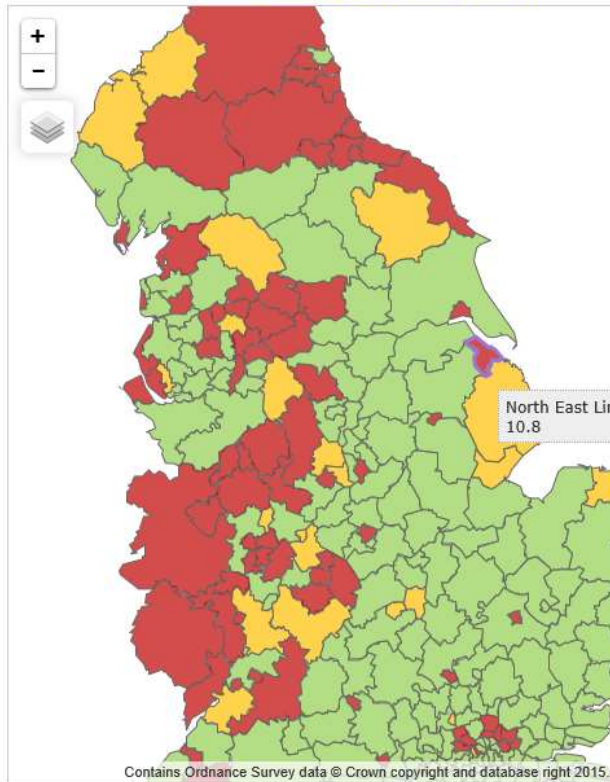 +
−
North East Lin
10.8
Contains Ordnance Survey data © Crown copyright and database right 2015